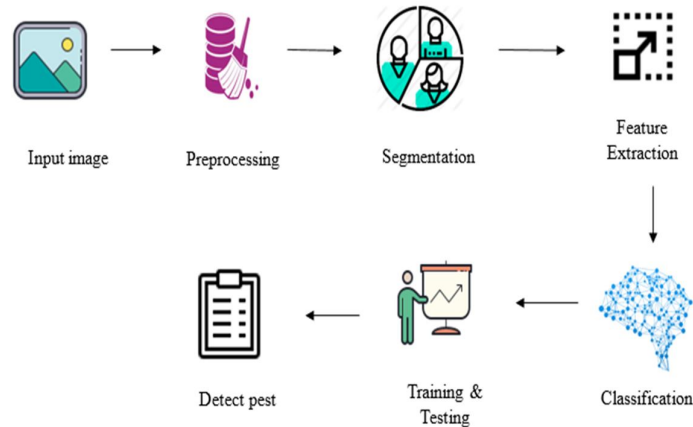 Input image
Preprocessing
Segmentation
Feature
Extraction
Classification
Training &
Testing
Detect pest